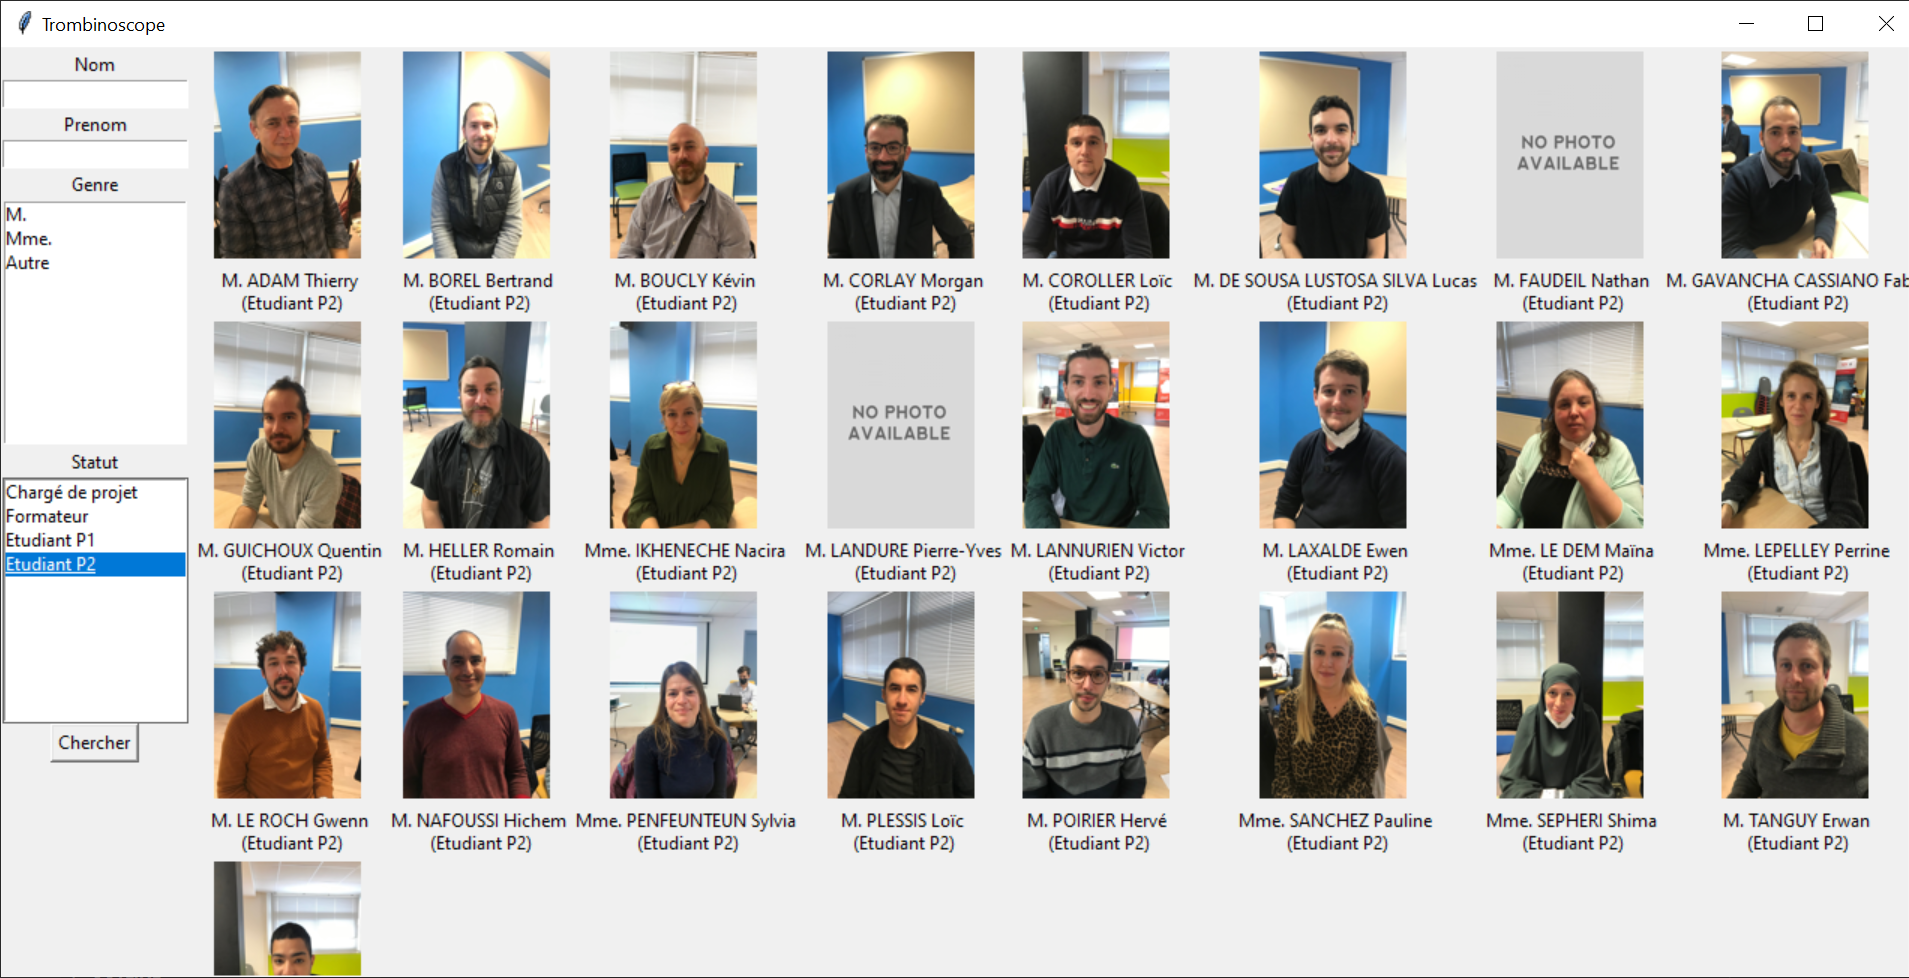 Trombinoscope
Nom
Prenom
Genre
M.
Mme.
Autre
Statut
Chargé de projet
Formateur
Etudiant P1
Etudiant P2
Chercher
NO PHOTO
AVAILABLE
M. ADAM Thierry
(Etudiant P2)
M. BOREL Bertrand
(Etudiant P2)
M. BOUCLY Kévin
(Etudiant P2)
M. CORLAY Morgan
(Etudiant P2)
M. COROLLER Loïc
(Etudiant P2)
M. DE SOUSA LUSTOSA SILVA Lucas
(Etudiant P2)
M. FAUDEIL Nathan
(Etudiant P2)
M. GAVANCHA CASSIANO Fab
(Etudiant P2)
NO PHOTO
AVAILABLE
M. GUICHOUX Quentin
(Etudiant P2)
M. HELLER Romain
(Etudiant P2)
Mme. IKHENECHE Nacira
(Etudiant P2)
M. LANDURE Pierre-Yves
(Etudiant P2)
M. LANNURIEN Victor
(Etudiant P2)
M. LAXALDE Ewen
(Etudiant P2)
Mme. LE DEM Maïna
(Etudiant P2)
Mme. LEPELLEY Perrine
(Etudiant P2)
M. LE ROCH Gwenn
(Etudiant P2)
M. NAFOUSSI Hichem
(Etudiant P2)
Mme. PENFEUNTEUN Sylvia
(Etudiant P2)
M. PLESSIS Loïc
(Etudiant P2)
M. POIRIER Hervé
(Etudiant P2)
Mme. SANCHEZ Pauline
(Etudiant P2)
Mme. SEPHERI Shima
(Etudiant P2)
M. TANGUY Erwan
(Etudiant P2)